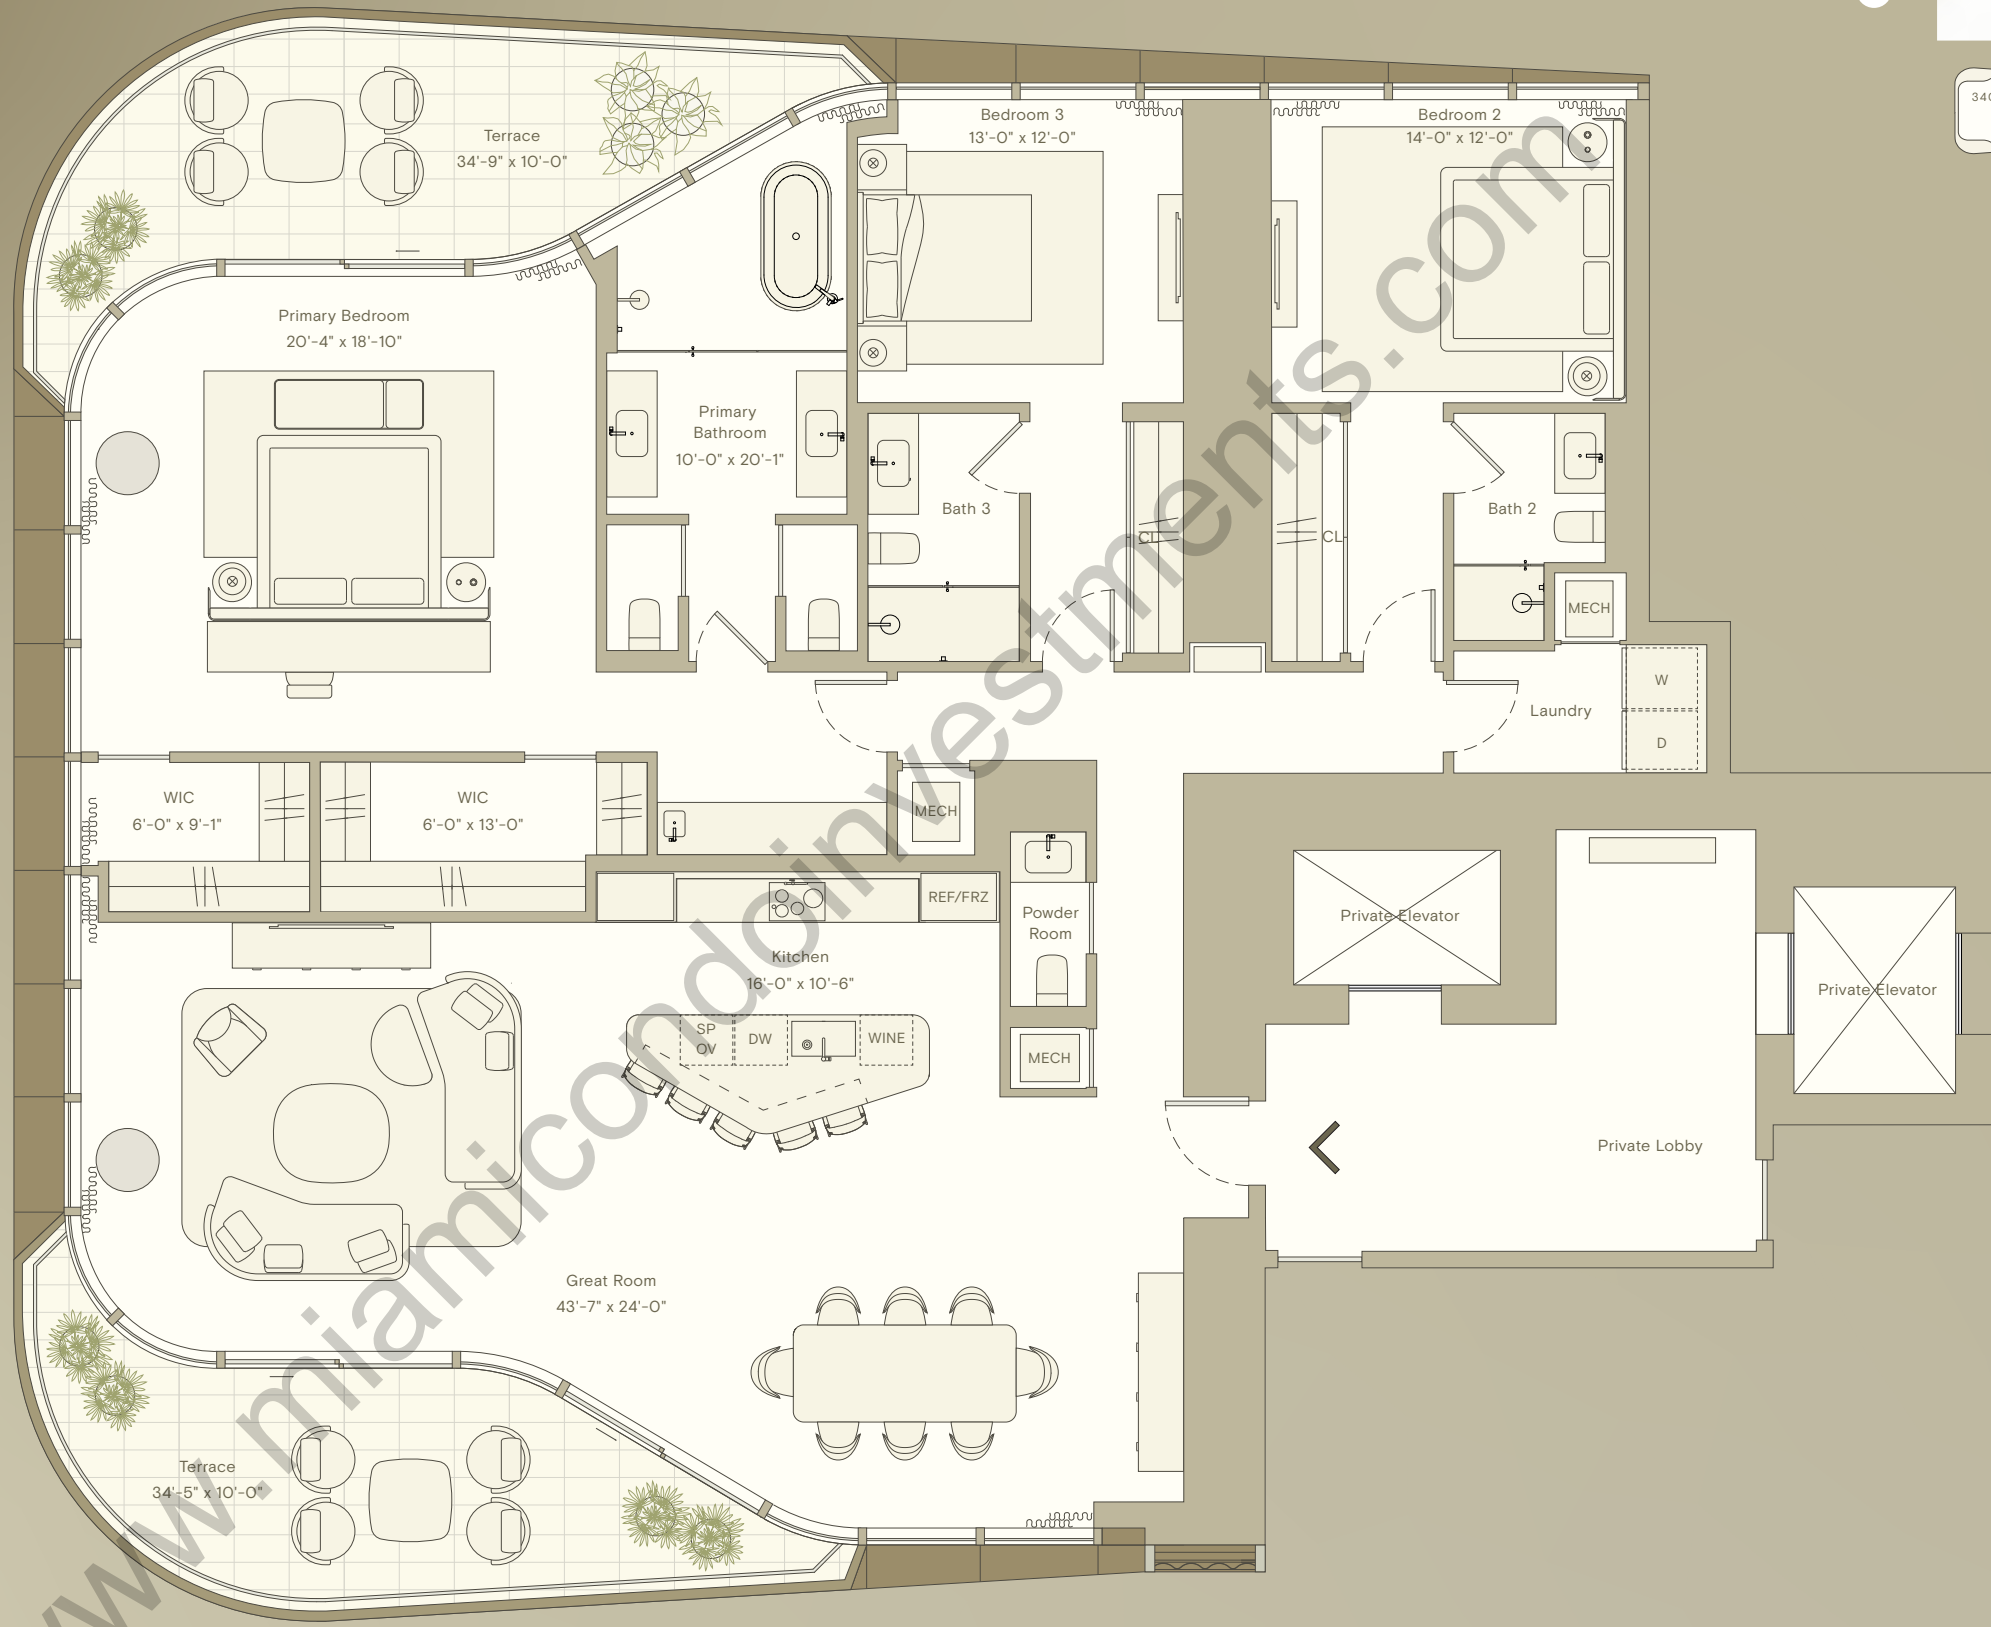 Terrace
34'-9" x 10'-0"
Bedroom 3
13'-0" x 12'-0"
Bedroom 2
14'-0" x 12'-0"
Primary Bedroom
20'-4" x 18'-10"
Primary
Bathroom
10'-0" x 20'-1"
Bath 3
CL
CL
Bath 2
MECH
W
Laundry
D
WIC
6'-0" x 9'-1"
WIC
6'-0" x 13'-0"
MECH
REF/FRZ
Powder
Room
Private Elevator
Kitchen
16'-0" x 10'-6"
Private Elevator
SP
OV
DW
WINE
MECH
Private Lobby
Great Room
43'-7" x 24'-0"
Terrace
34'-5" x 10'-0"
www.miamicondoinvestments.com